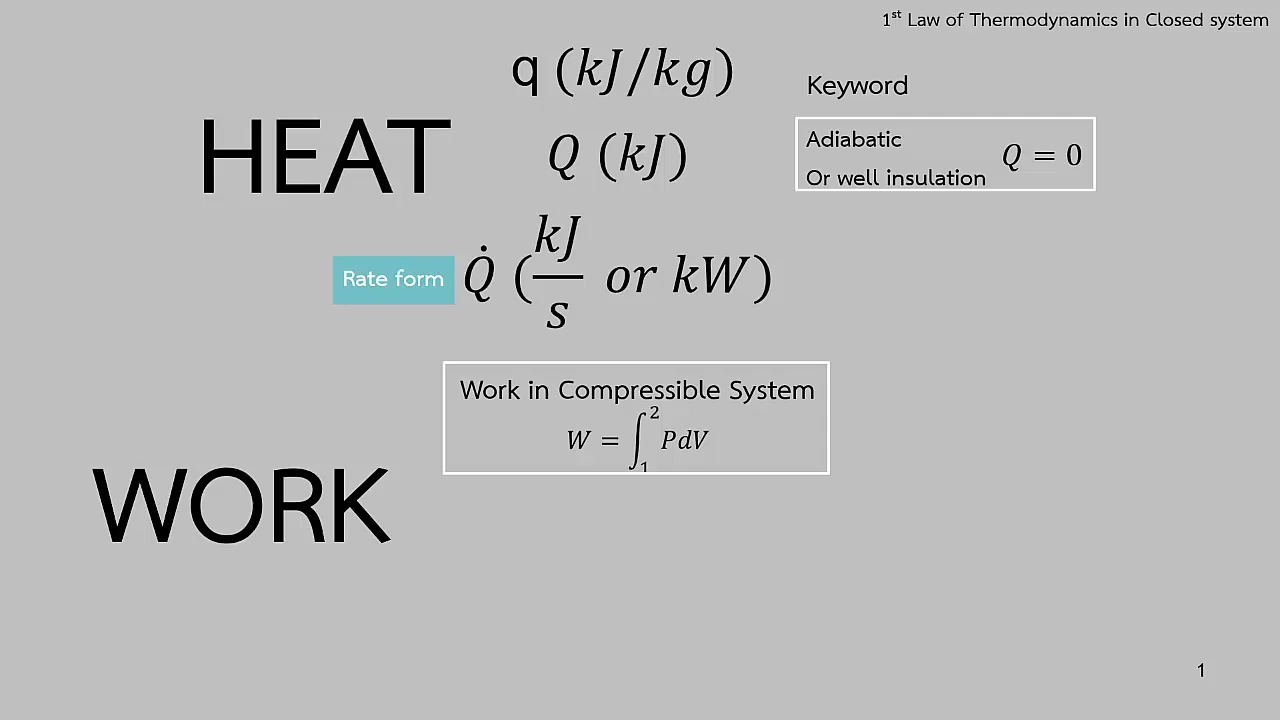 1st Law of Thermodynamics in Closed system
q (kJ/kg)
Keyword
HEAT
Q (kJ)
Adiabatic
Or well insulation
Q = 0
Rate form
Q̇ (kJ/s or kW)
Work in Compressible System
W = ∫₁² PdV
WORK
1